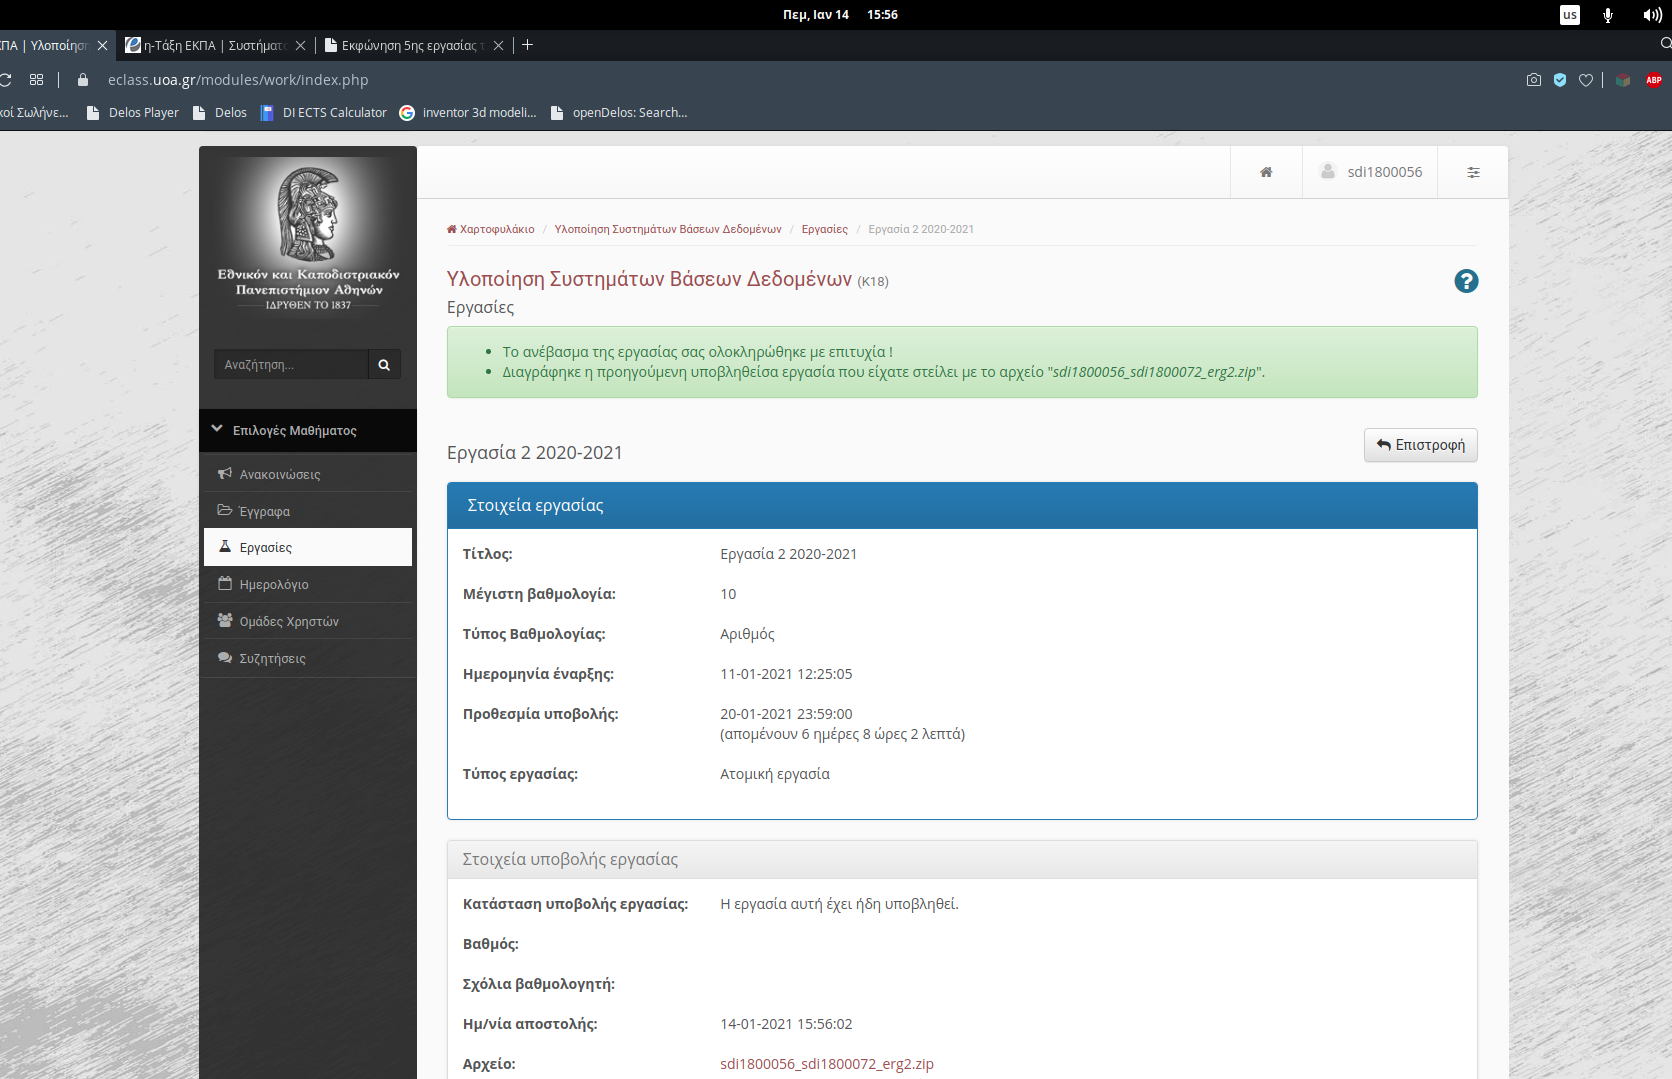 Πεμ, Ιαν 14 15:56
us
ΚΠΑ | Υλοποίηση
η-Τάξη ΕΚΠΑ | Συστήματ
Εκφώνηση 5ης εργασίας
eclass.uoa.gr/modules/work/index.php
ABP
κοί Σωλήνε...
Delos Player
Delos
DI ECTS Calculator
inventor 3d modeli...
openDelos: Search...
Εθνικόν και Καποδιστριακόν
Πανεπιστήμιον Αθηνών
ΙΔΡΥΘΕΝ ΤΟ 1837
sdi1800056
Χαρτοφυλάκιο / Υλοποίηση Συστημάτων Βάσεων Δεδομένων / Εργασίες / Εργασία 2 2020-2021
Υλοποίηση Συστημάτων Βάσεων Δεδομένων (Κ18)
Εργασίες
Αναζήτηση...
Το ανέβασμα της εργασίας σας ολοκληρώθηκε με επιτυχία !
Διαγράφηκε η προηγούμενη υποβληθείσα εργασία που είχατε στείλει με το αρχείο "sdi1800056_sdi1800072_erg2.zip".
Επιλογές Μαθήματος
Ανακοινώσεις
Έγγραφα
Εργασίες
Ημερολόγιο
Ομάδες Χρηστών
Συζητήσεις
Εργασία 2 2020-2021
Επιστροφή
Στοιχεία εργασίας
Τίτλος: Εργασία 2 2020-2021
Μέγιστη βαθμολογία: 10
Τύπος Βαθμολογίας: Αριθμός
Ημερομηνία έναρξης: 11-01-2021 12:25:05
Προθεσμία υποβολής: 20-01-2021 23:59:00
(απομένουν 6 ημέρες 8 ώρες 2 λεπτά)
Τύπος εργασίας: Ατομική εργασία
Στοιχεία υποβολής εργασίας
Κατάσταση υποβολής εργασίας: Η εργασία αυτή έχει ήδη υποβληθεί.
Βαθμός:
Σχόλια βαθμολογητή:
Ημ/νία αποστολής: 14-01-2021 15:56:02
Αρχείο: sdi1800056_sdi1800072_erg2.zip